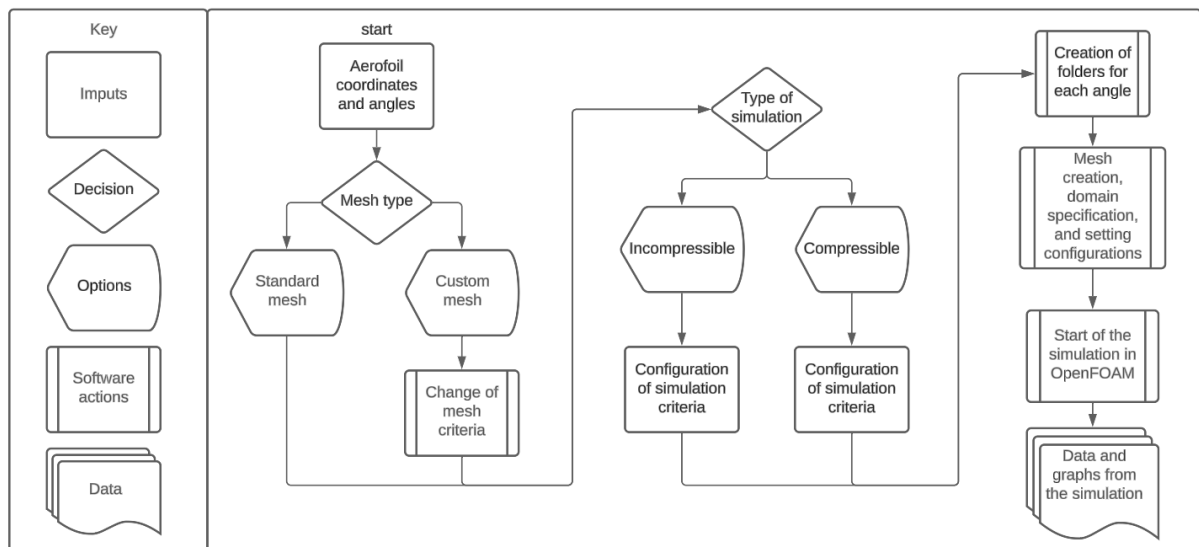 Key
Imputs
Decision
Options
Software
actions
Data
start
Aerofoil
coordinates
and angles
Mesh type
Standard
mesh
Custom
mesh
Change of
mesh
criteria
Type of
simulation
Incompressible
Compressible
Configuration
of simulation
criteria
Configuration
of simulation
criteria
Creation of
folders for
each angle
Mesh
creation,
domain
specification,
and setting
configurations
Start of the
simulation in
OpenFOAM
Data and
graphs from
the simulation